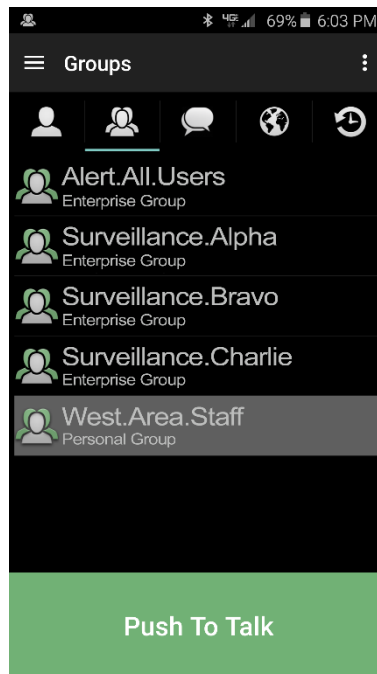 4G 69% 6:03 PM
Groups
Alert.All.Users
Enterprise Group
Surveillance.Alpha
Enterprise Group
Surveillance.Bravo
Enterprise Group
Surveillance.Charlie
Enterprise Group
West.Area.Staff
Personal Group
Push To Talk